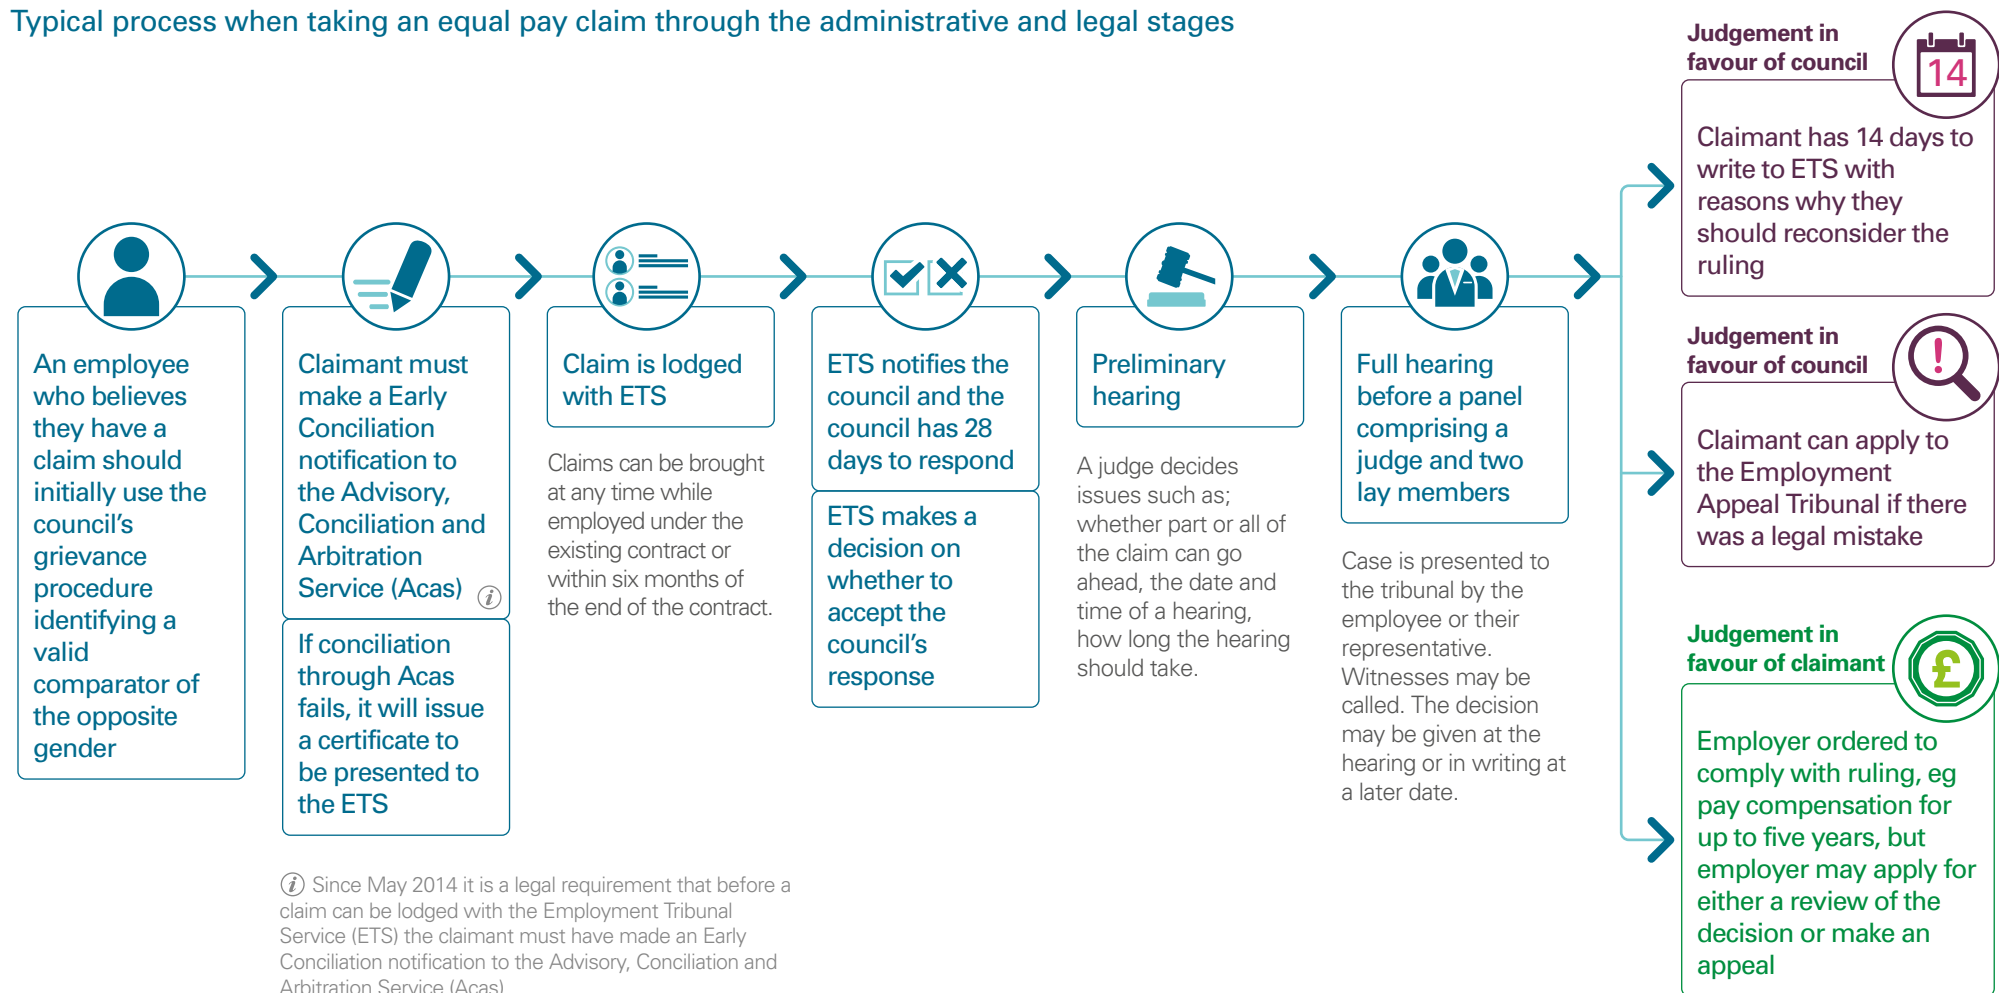 Typical process when taking an equal pay claim through the administrative and legal stages
An employee
who believes
they have a
claim should
initially use the
council’s
grievance
procedure
identifying a
valid
comparator of
the opposite
gender
Claimant must
make a Early
Conciliation
notification to
the Advisory,
Conciliation and
Arbitration
Service (Acas) i
If conciliation
through Acas
fails, it will issue
a certificate to
be presented to
the ETS
i Since May 2014 it is a legal requirement that before a
claim can be lodged with the Employment Tribunal
Service (ETS) the claimant must have made an Early
Conciliation notification to the Advisory, Conciliation and
Arbitration Service (Acas)
Claim is lodged
with ETS
Claims can be brought
at any time while
employed under the
existing contract or
within six months of
the end of the contract.
ETS notifies the
council and the
council has 28
days to respond
ETS makes a
decision on
whether to
accept the
council’s
response
Preliminary
hearing
A judge decides
issues such as;
whether part or all of
the claim can go
ahead, the date and
time of a hearing,
how long the hearing
should take.
Full hearing
before a panel
comprising a
judge and two
lay members
Case is presented to
the tribunal by the
employee or their
representative.
Witnesses may be
called. The decision
may be given at the
hearing or in writing at
a later date.
Judgement in
favour of council
14
Claimant has 14 days to
write to ETS with
reasons why they
should reconsider the
ruling
Judgement in
favour of council
!
Claimant can apply to
the Employment
Appeal Tribunal if there
was a legal mistake
Judgement in
favour of claimant
£
Employer ordered to
comply with ruling, eg
pay compensation for
up to five years, but
employer may apply for
either a review of the
decision or make an
appeal